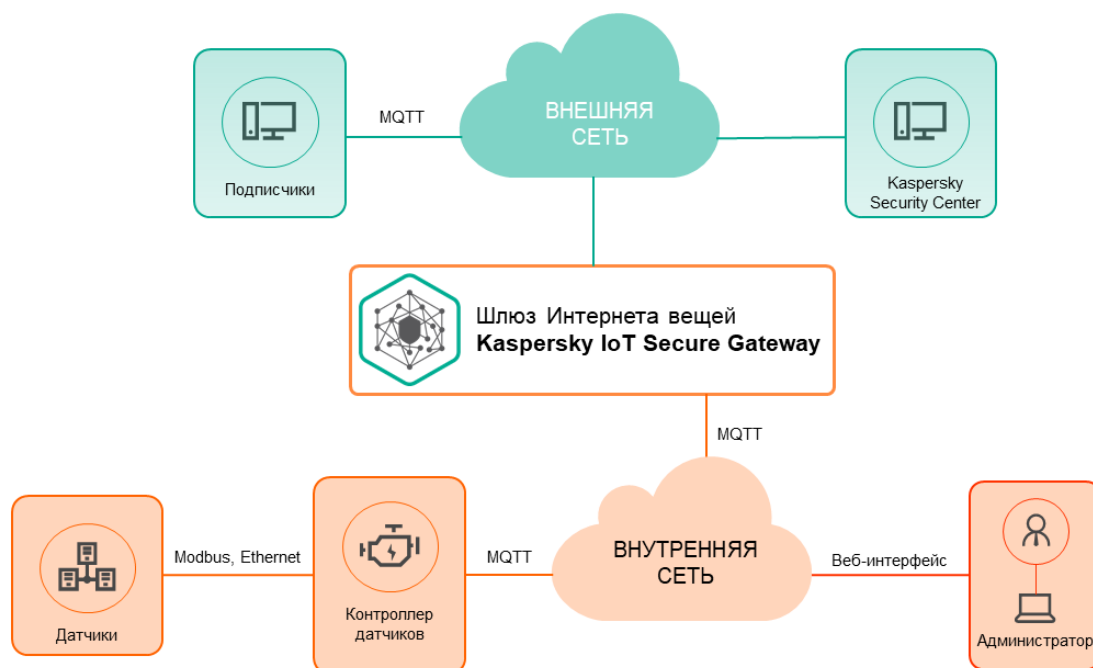 ВНЕШНЯЯ
СЕТЬ
MQTT
Подписчики
Kaspersky
Security Center
Шлюз Интернета вещей
Kaspersky IoT Secure Gateway
MQTT
ВНУТРЕННЯЯ
СЕТЬ
Modbus, Ethernet
MQTT
Веб-интерфейс
Датчики
Контроллер
датчиков
Администратор